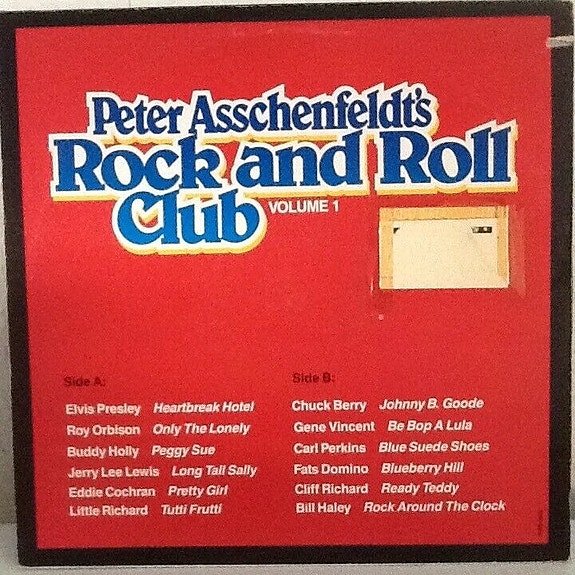 Peter Asschenfeldt's
Rock and Roll
Club VOLUME 1
Side A:
Elvis Presley Heartbreak Hotel
Roy Orbison Only The Lonely
Buddy Holly Peggy Sue
Jerry Lee Lewis Long Tall Sally
Eddie Cochran Pretty Girl
Little Richard Tutti Frutti
Side B:
Chuck Berry Johnny B. Goode
Gene Vincent Be Bop A Lula
Carl Perkins Blue Suede Shoes
Fats Domino Blueberry Hill
Cliff Richard Ready Teddy
Bill Haley Rock Around The Clock